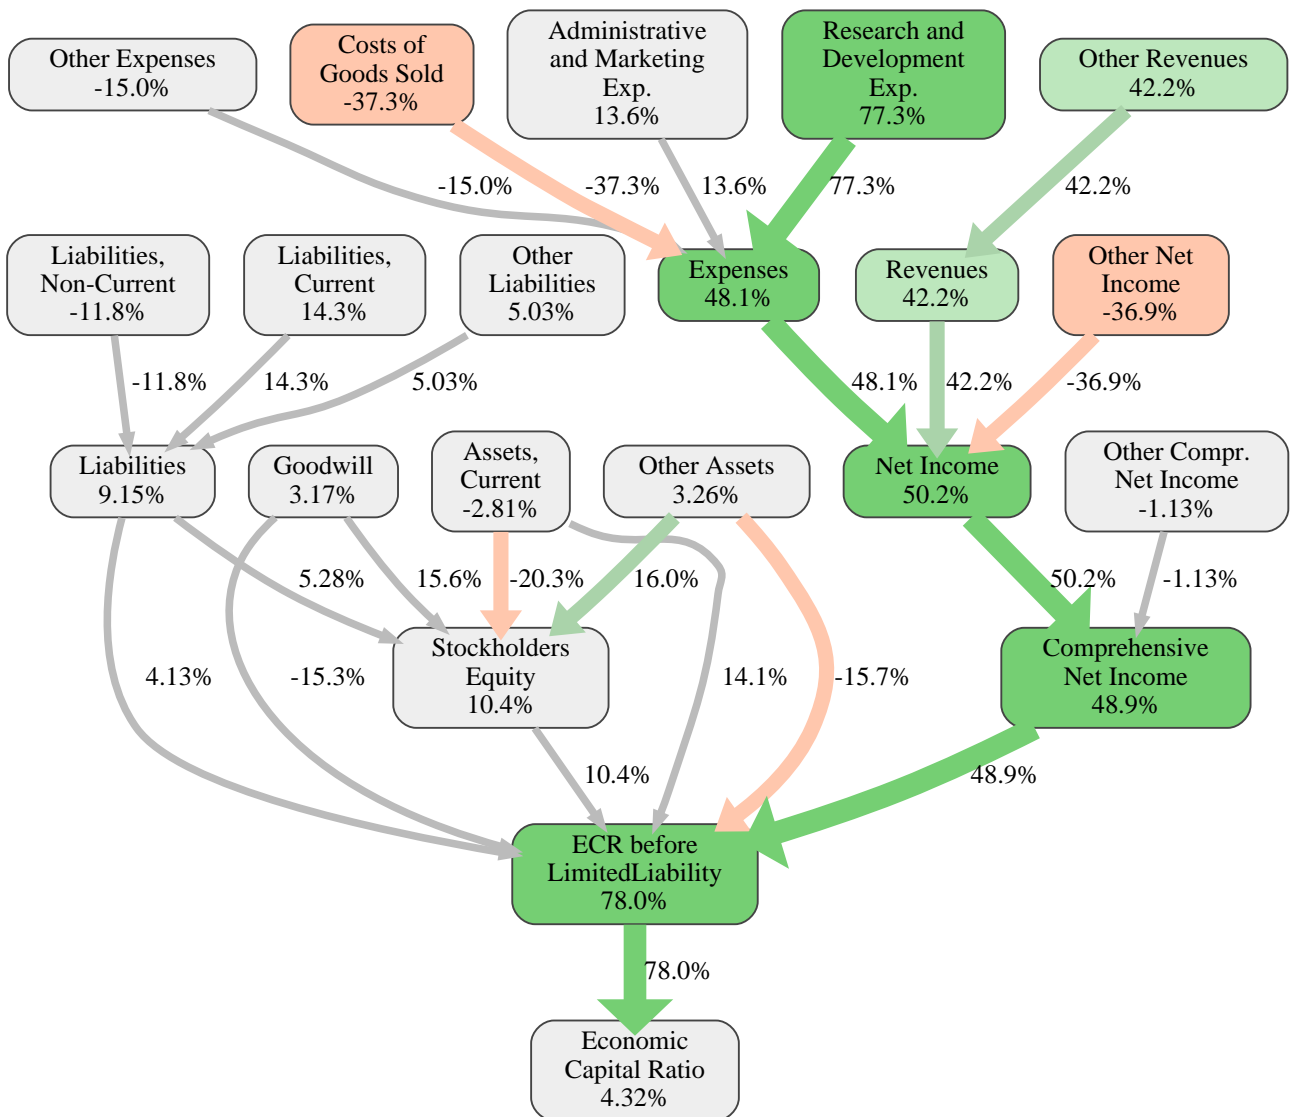 Other Expenses
-15.0%
Costs of
Goods Sold
-37.3%
Administrative
and Marketing
Exp.
13.6%
Research and
Development
Exp.
77.3%
Other Revenues
42.2%
-15.0%
-37.3%
13.6%
77.3%
42.2%
Liabilities,
Non-Current
-11.8%
Liabilities,
Current
14.3%
Other
Liabilities
5.03%
Expenses
48.1%
Revenues
42.2%
Other Net
Income
-36.9%
-11.8%
14.3%
5.03%
48.1%
42.2%
-36.9%
Liabilities
9.15%
Goodwill
3.17%
Assets,
Current
-2.81%
Other Assets
3.26%
Net Income
50.2%
Other Compr.
Net Income
-1.13%
5.28%
15.6%
-20.3%
16.0%
50.2%
-1.13%
4.13%
-15.3%
Stockholders
Equity
10.4%
14.1%
-15.7%
Comprehensive
Net Income
48.9%
10.4%
48.9%
ECR before
LimitedLiability
78.0%
78.0%
Economic
Capital Ratio
4.32%